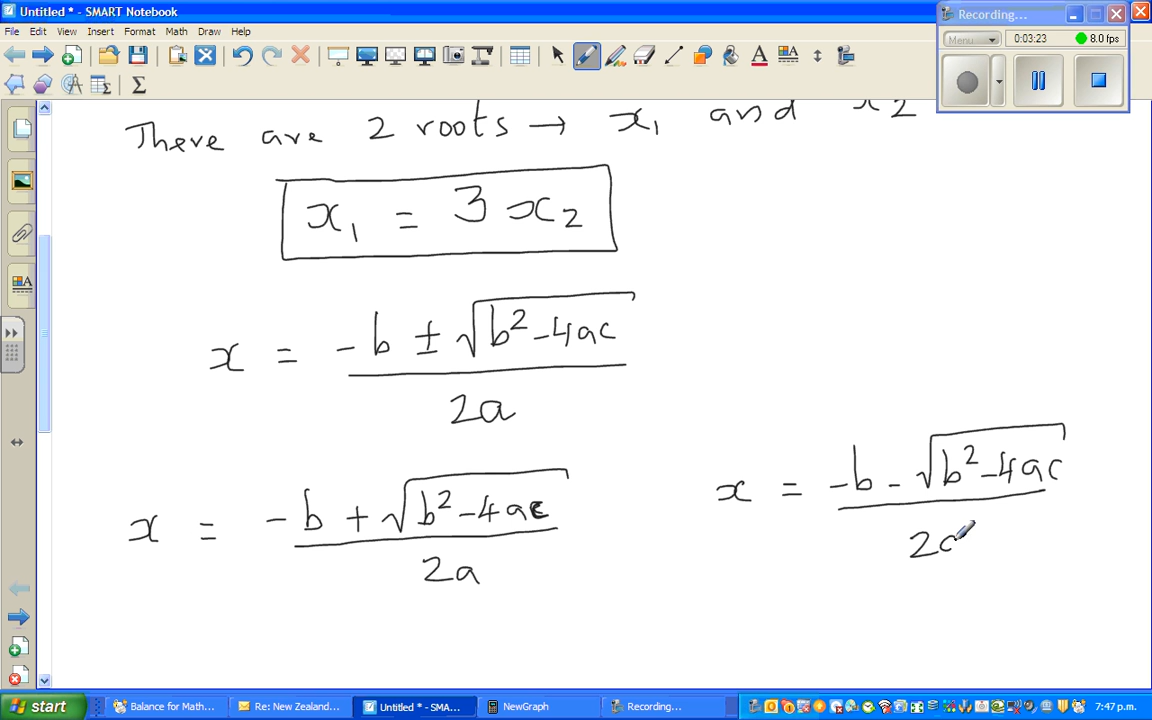 Untitled * - SMART Notebook
Recording...
File Edit View Insert Format Math Draw Help
Menu 0:03:23 8.0 fps
There are 2 roots → x₁ and x₂
x₁ = 3x₂
x = (-b ± √(b² - 4ac)) / 2a
x = (-b + √(b² - 4ac)) / 2a
x = (-b - √(b² - 4ac)) / 2a
start Balance for Math... Re: New Zealand... Untitled * - SMA... NewGraph Recording... 7:47 p.m.